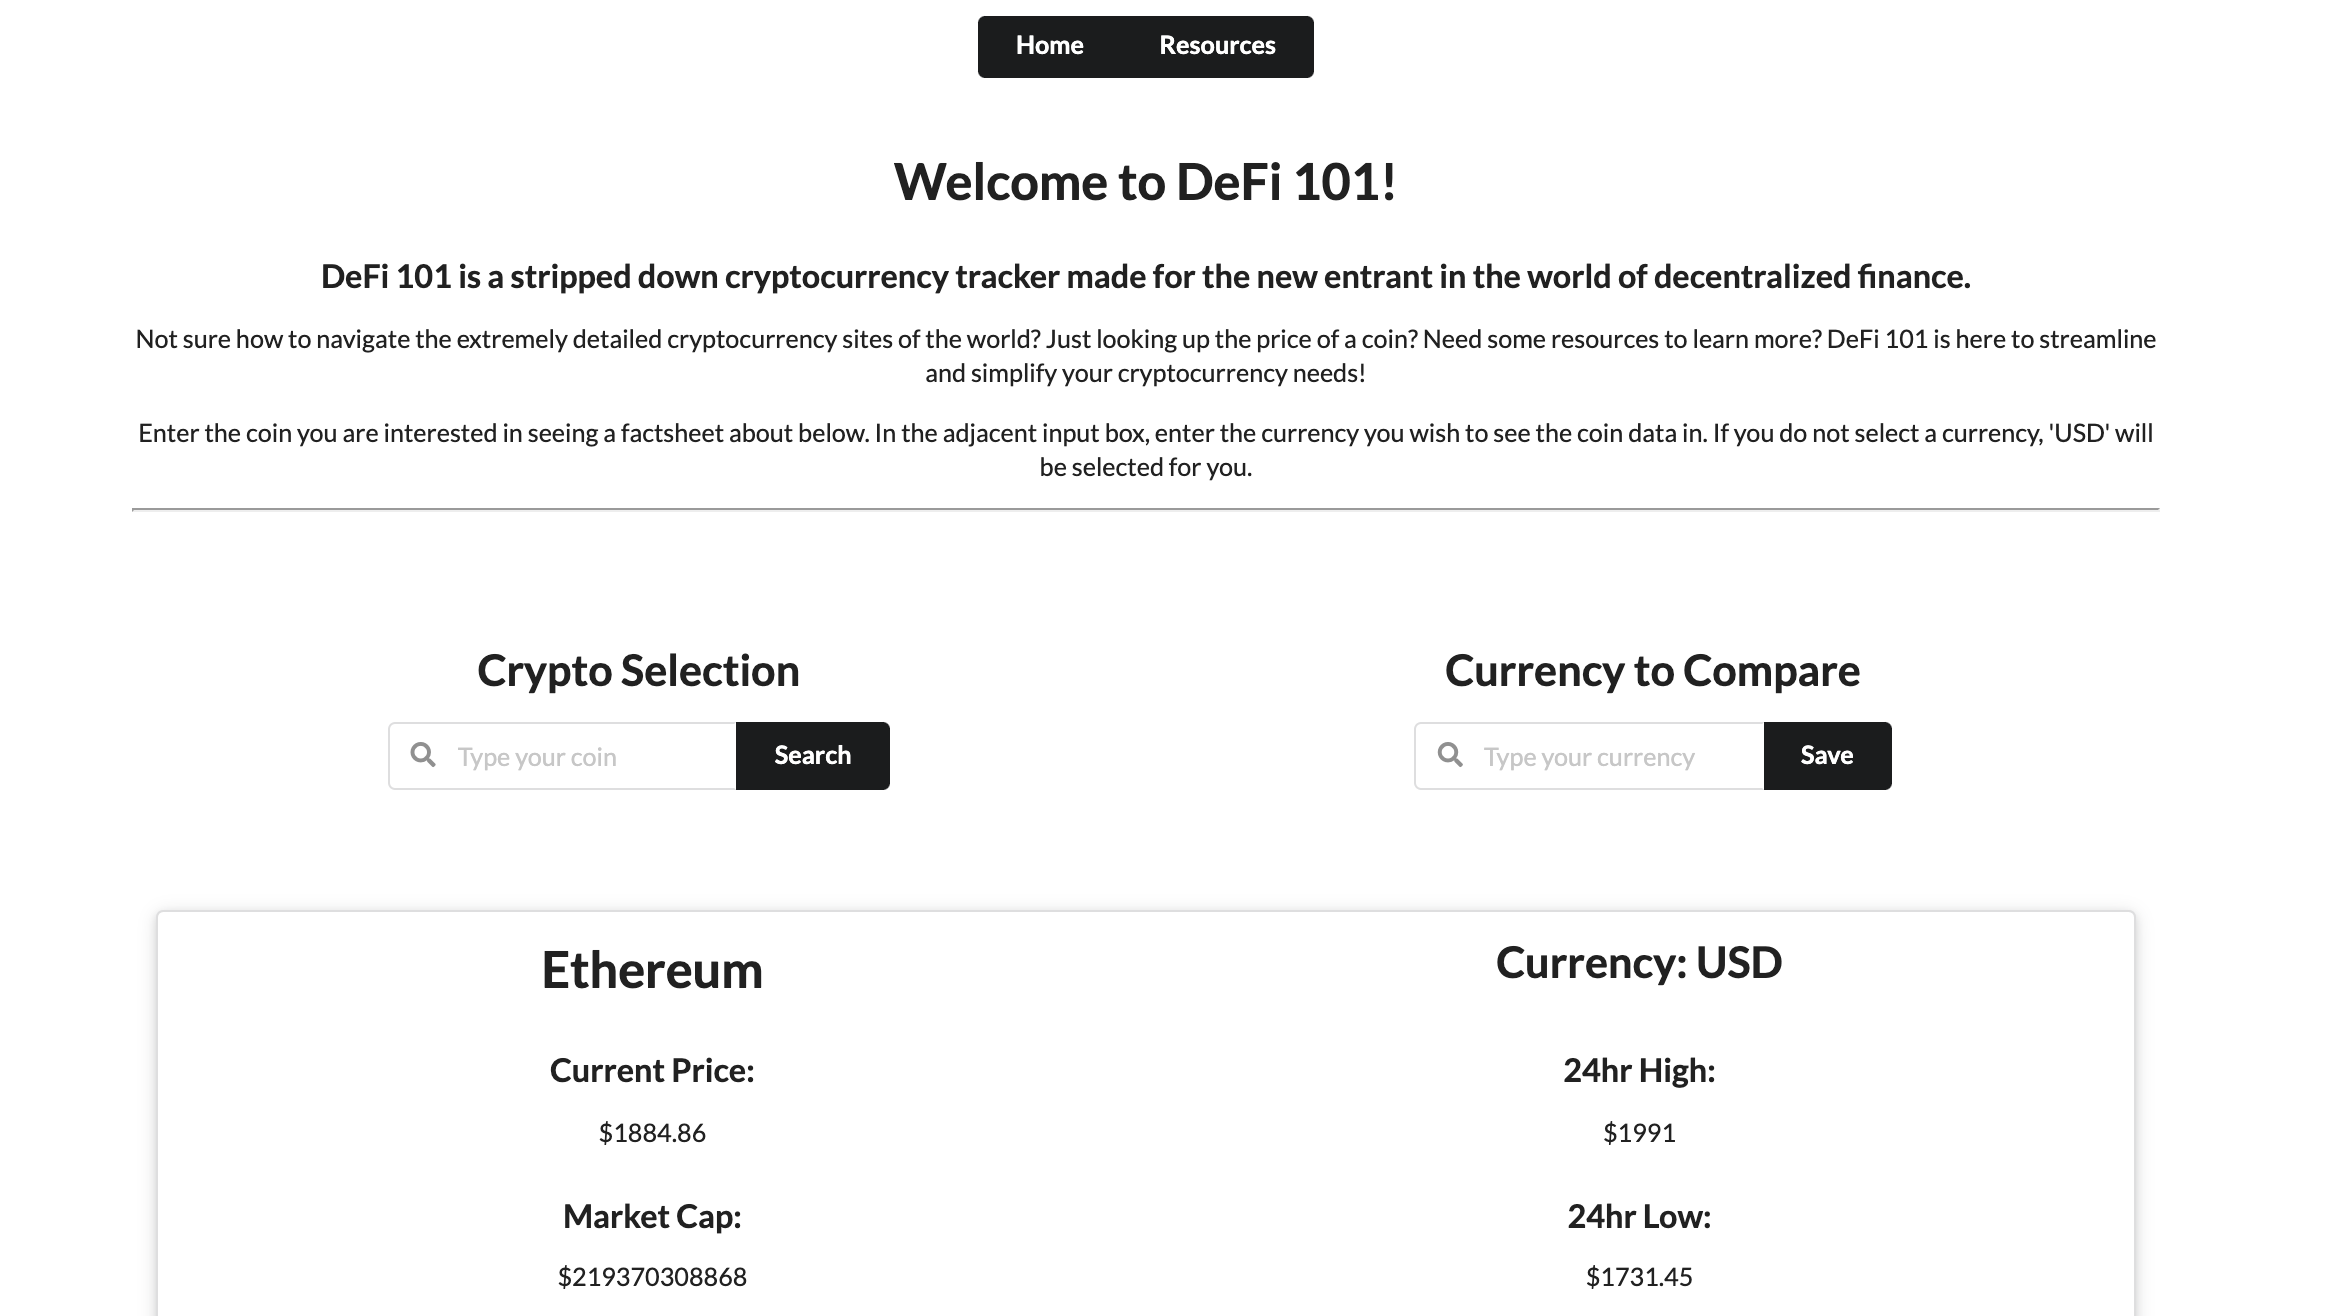 Home Resources
Welcome to DeFi 101!
DeFi 101 is a stripped down cryptocurrency tracker made for the new entrant in the world of decentralized finance.
Not sure how to navigate the extremely detailed cryptocurrency sites of the world? Just looking up the price of a coin? Need some resources to learn more? DeFi 101 is here to streamline
and simplify your cryptocurrency needs!
Enter the coin you are interested in seeing a factsheet about below. In the adjacent input box, enter the currency you wish to see the coin data in. If you do not select a currency, 'USD' will
be selected for you.
Crypto Selection
Type your coin Search
Currency to Compare
Type your currency Save
Ethereum
Currency: USD
Current Price:
$1884.86
24hr High:
$1991
Market Cap:
$219370308868
24hr Low:
$1731.45